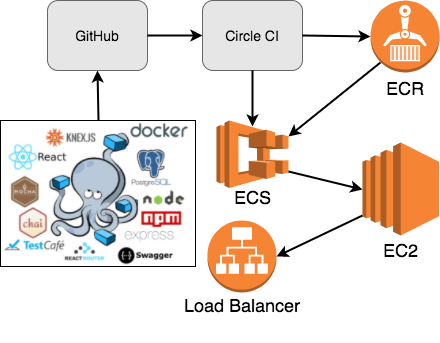 GitHub
Circle CI
ECR
KNEXJS
docker
React
PostgreSQL
MOCHA
node
chai
npm
express
TestCafé
REACT ROUTER
Swagger
ECS
EC2
Load Balancer